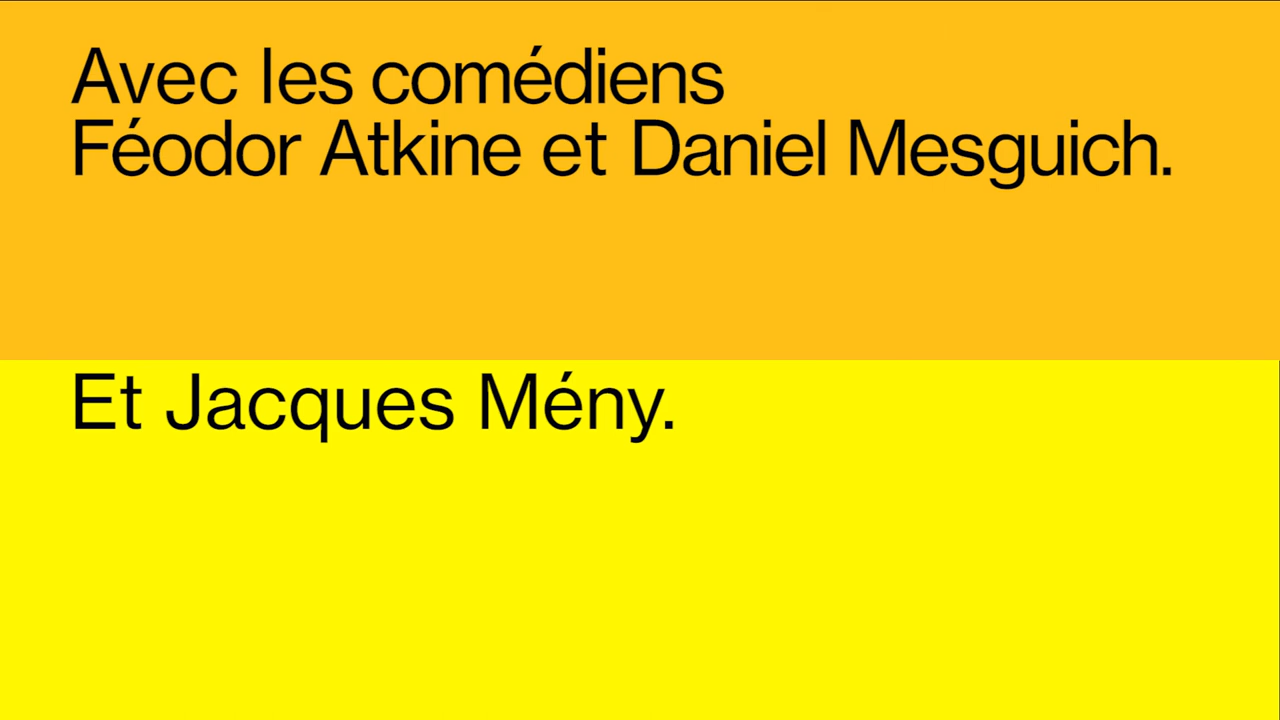 Avec les comédiens
Féodor Atkine et Daniel Mesguich.
Et Jacques Mény.